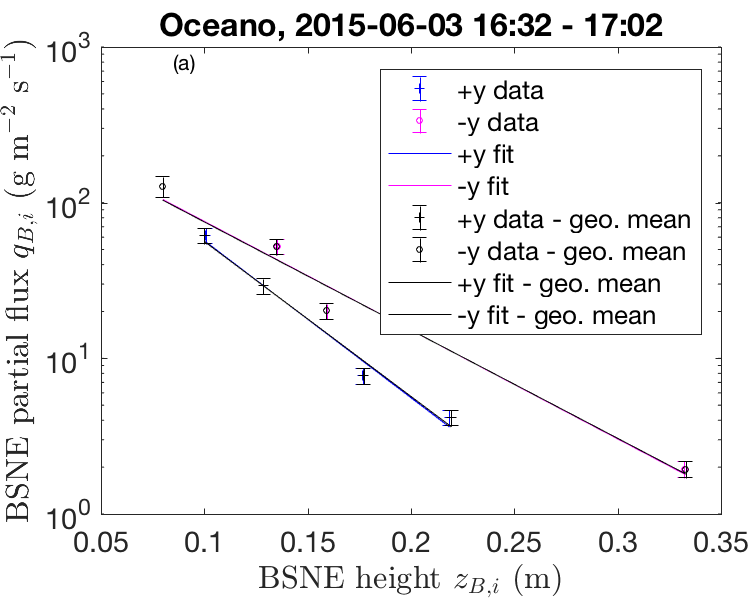 Oceano, 2015-06-03 16:32 - 17:02
(a)
10³
10²
10¹
10⁰
BSNE partial flux q_{B,i} (g m⁻² s⁻¹)
+y data
-y data
+y fit
-y fit
+y data - geo. mean
-y data - geo. mean
+y fit - geo. mean
-y fit - geo. mean
0.05 0.1 0.15 0.2 0.25 0.3 0.35
BSNE height z_{B,i} (m)